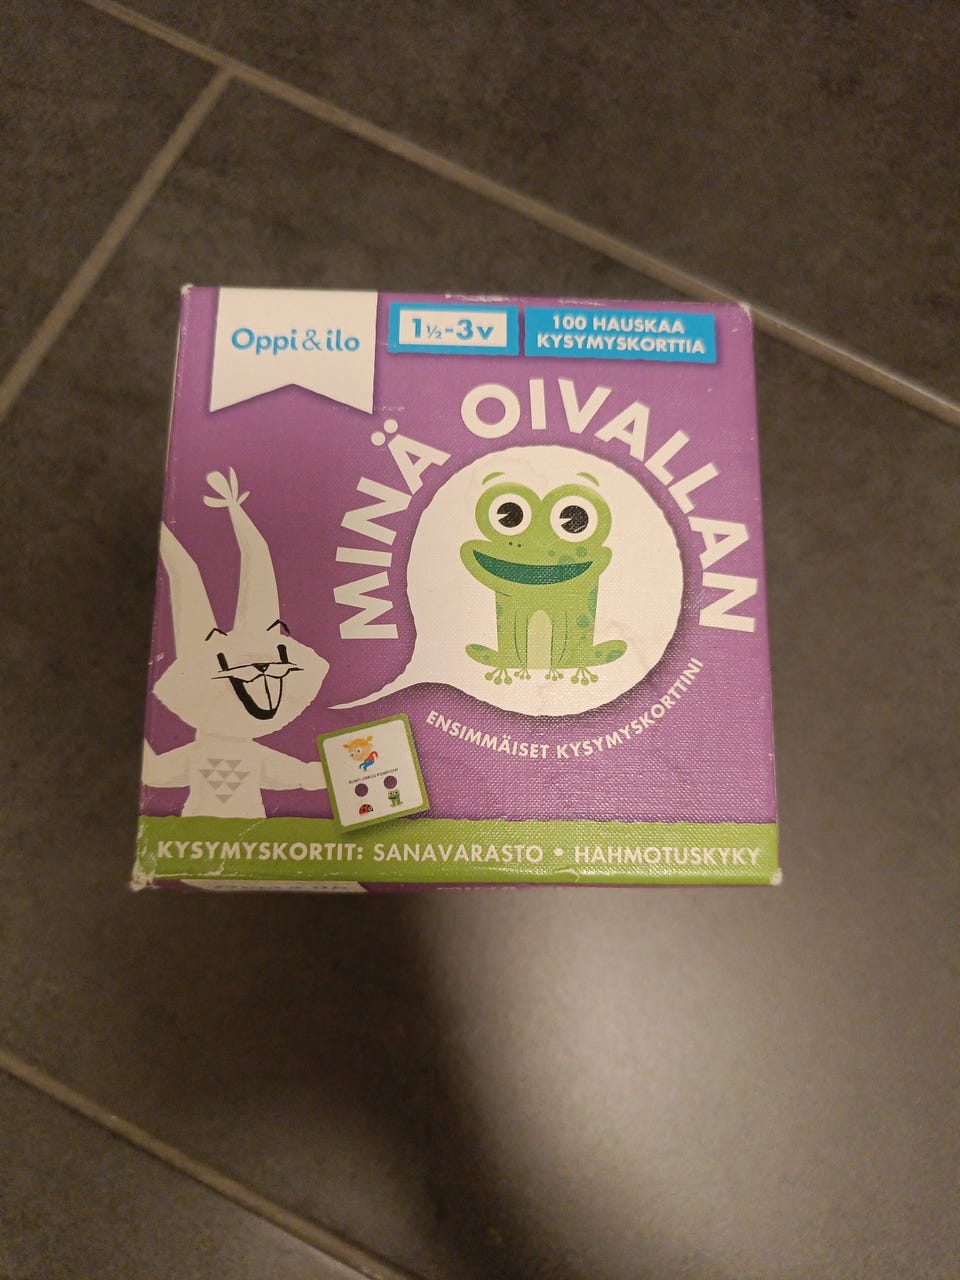 Oppi&ilo
1½-3v
100 HAUSKAA
KYSYMYSKORTTIA
MINÄ OIVALLAN
ENSIMMÄISET KYSYMYSKORTTINI
KYSYMYSKORTIT: SANAVARASTO • HAHMOTUSKYKY